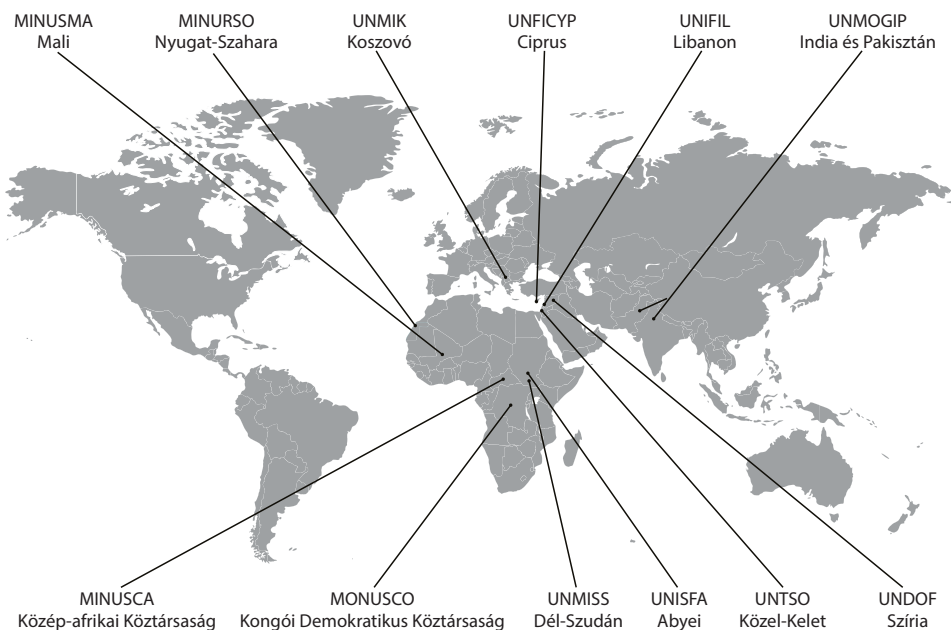 MINUSMA
Mali
MINURSO
Nyugat-Szahara
UNMIK
Koszovó
UNFICYP
Ciprus
UNIFIL
Libanon
UNMOGIP
India és Pakisztán
MINUSCA
Közép-afrikai Köztársaság
MONUSCO
Kongói Demokratikus Köztársaság
UNMISS
Dél-Szudán
UNISFA
Abyei
UNTSO
Közel-Kelet
UNDOF
Szíria